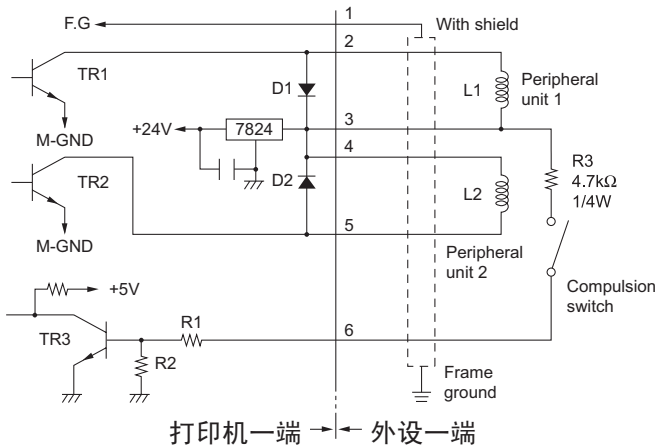 F.G
1
With shield
2
TR1
D1
L1
Peripheral
unit 1
M-GND
+24V
7824
3
4
R3
4.7kΩ
1/4W
TR2
D2
L2
M-GND
5
Peripheral
unit 2
+5V
Compulsion
switch
TR3
R1
6
R2
Frame
ground
打印机一端
外设一端